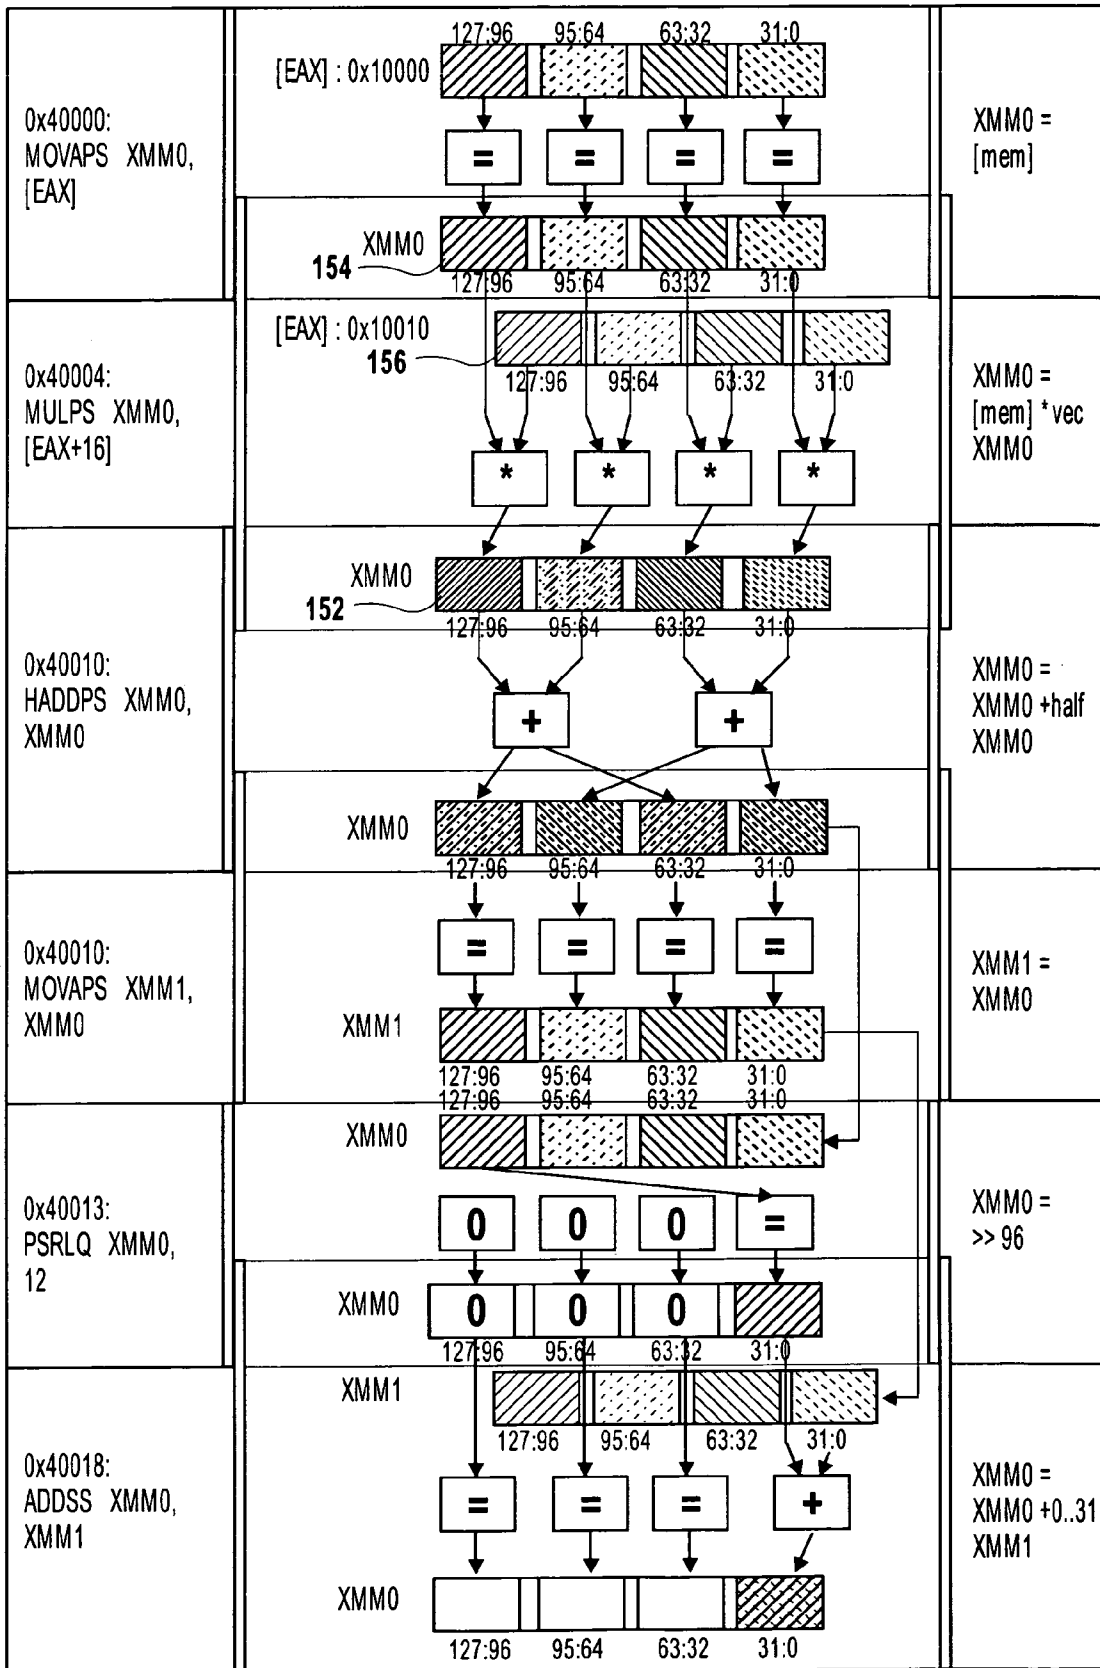 127:96 95:64 63:32 31:0
[EAX] : 0x10000
0x40000:
MOVAPS XMM0,
[EAX]
= = = =
XMM0 =
[mem]
XMM0
154
127:96 95:64 63:32 31:0
[EAX] : 0x10010
156
127:96 95:64 63:32 31:0
0x40004:
MULPS XMM0,
[EAX+16]
* * * *
XMM0 =
[mem] * vec
XMM0
XMM0
152
127:96 95:64 63:32 31:0
0x40010:
HADDPS XMM0,
XMM0
+ +
XMM0 =
XMM0 +half
XMM0
XMM0
127:96 95:64 63:32 31:0
0x40010:
MOVAPS XMM1,
XMM0
= = = =
XMM1 =
XMM0
XMM1
127:96 95:64 63:32 31:0
127:96 95:64 63:32 31:0
XMM0
0x40013:
PSRLQ XMM0,
12
0 0 0 =
XMM0 =
>> 96
XMM0
0 0 0
127:96 95:64 63:32 31:0
XMM1
127:96 95:64 63:32 31:0
0x40018:
ADDSS XMM0,
XMM1
= = = +
XMM0 =
XMM0 +0..31
XMM1
XMM0
127:96 95:64 63:32 31:0